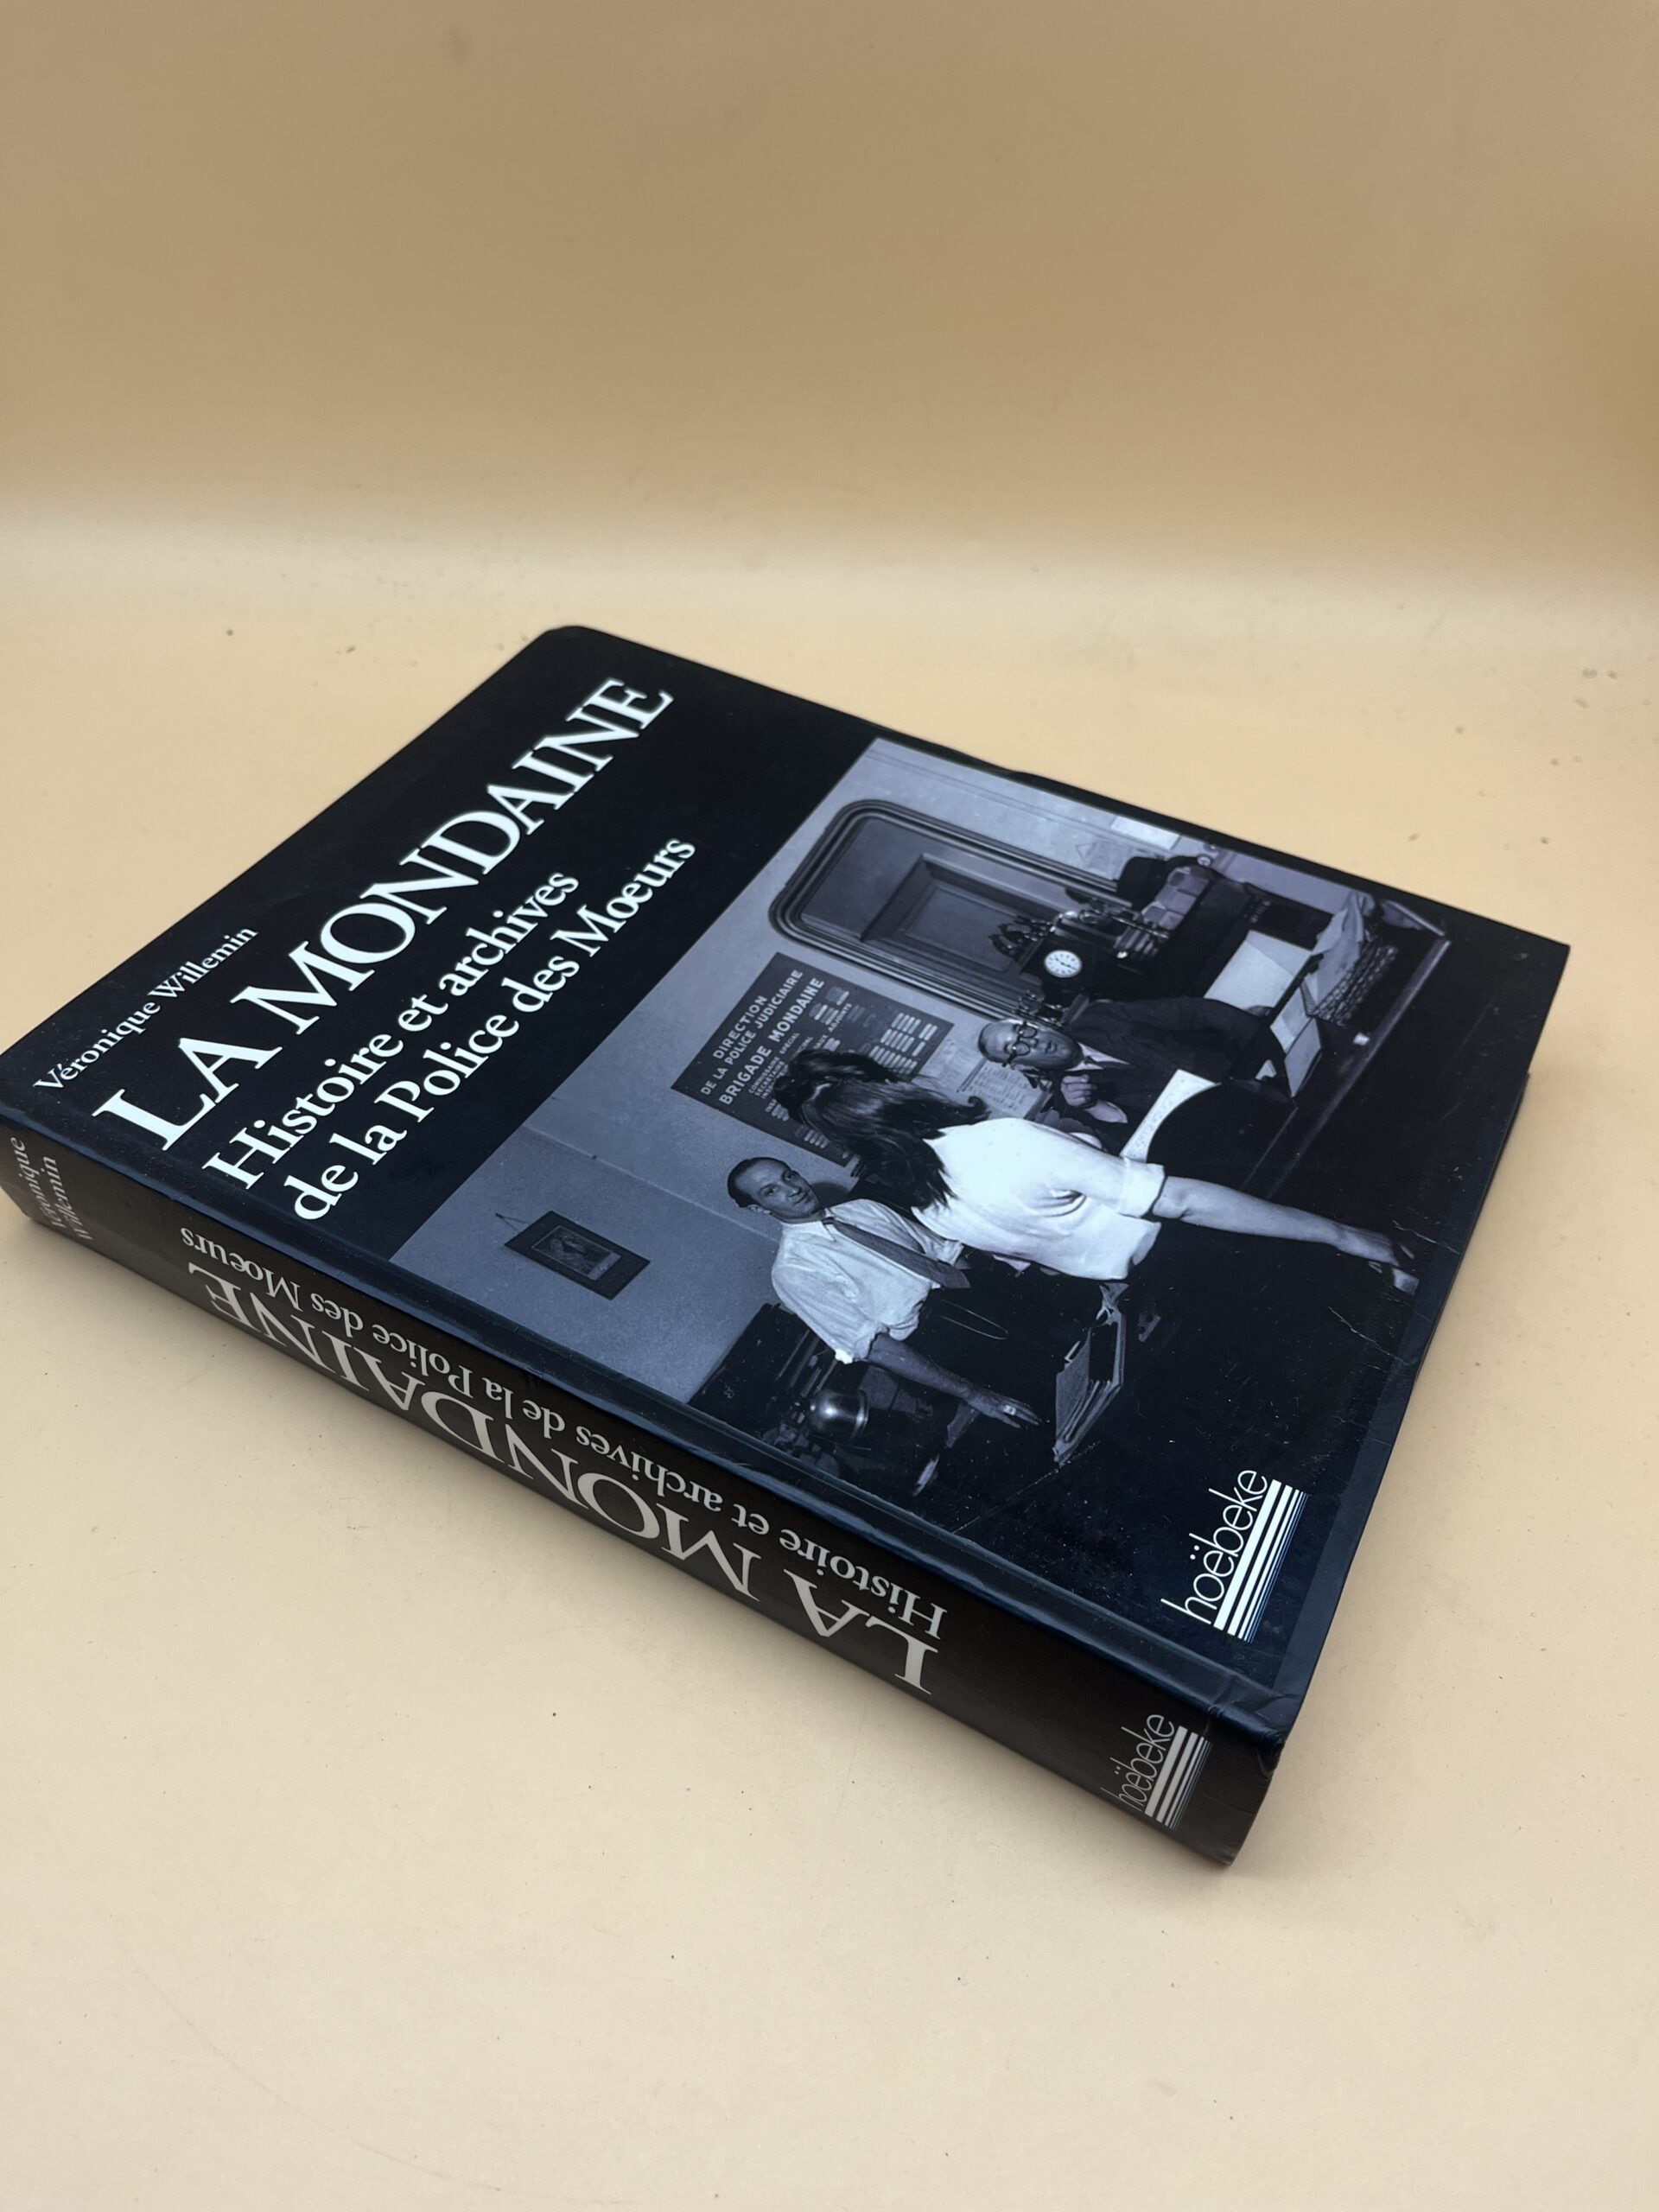 Véronique Willemin
LA MONDAINE
Histoire et archives
de la Police des Moeurs
DIRECTION
DE LA POLICE JUDICIAIRE
BRIGADE MONDAINE
hoëbeke
Véronique
Willemin
LA MONDAINE
Histoire et archives de la Police des Moeurs
hoëbeke